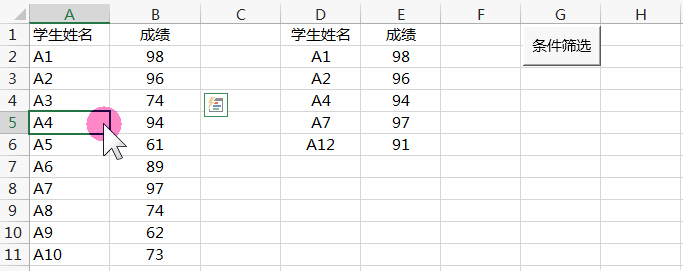 A B C D E F G H
1 学生姓名 成绩 学生姓名 成绩 条件筛选
2 A1 98 A1 98
3 A2 96 A2 96
4 A3 74 A4 94
5 A4 94 A7 97
6 A5 61 A12 91
7 A6 89
8 A7 97
9 A8 74
10 A9 62
11 A10 73